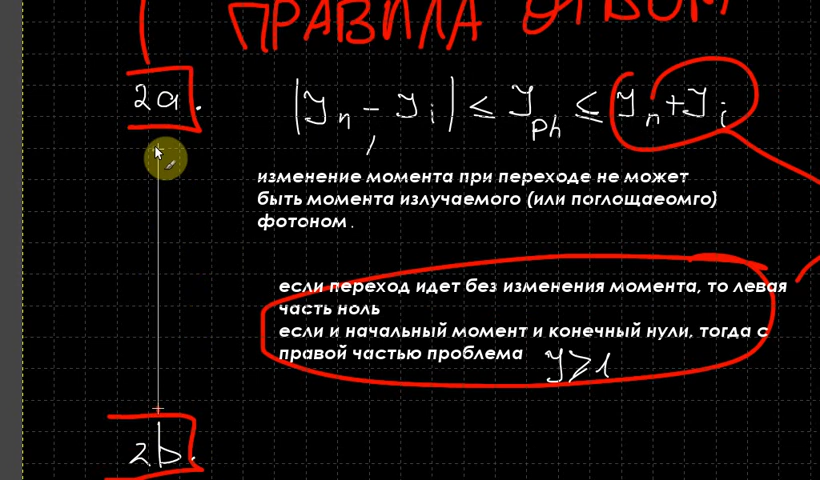 ПРАВИЛА ОТБОР
2a.
|J_n - J_i| ≤ J_ph ≤ J_n + J_i
изменение момента при переходе не может
быть момента излучаемого (или поглощаеомго)
фотоном.
если переход идет без изменения момента, то левая
часть ноль
если и начальный момент и конечный нули, тогда с
правой частью проблема J⩾1
2b.